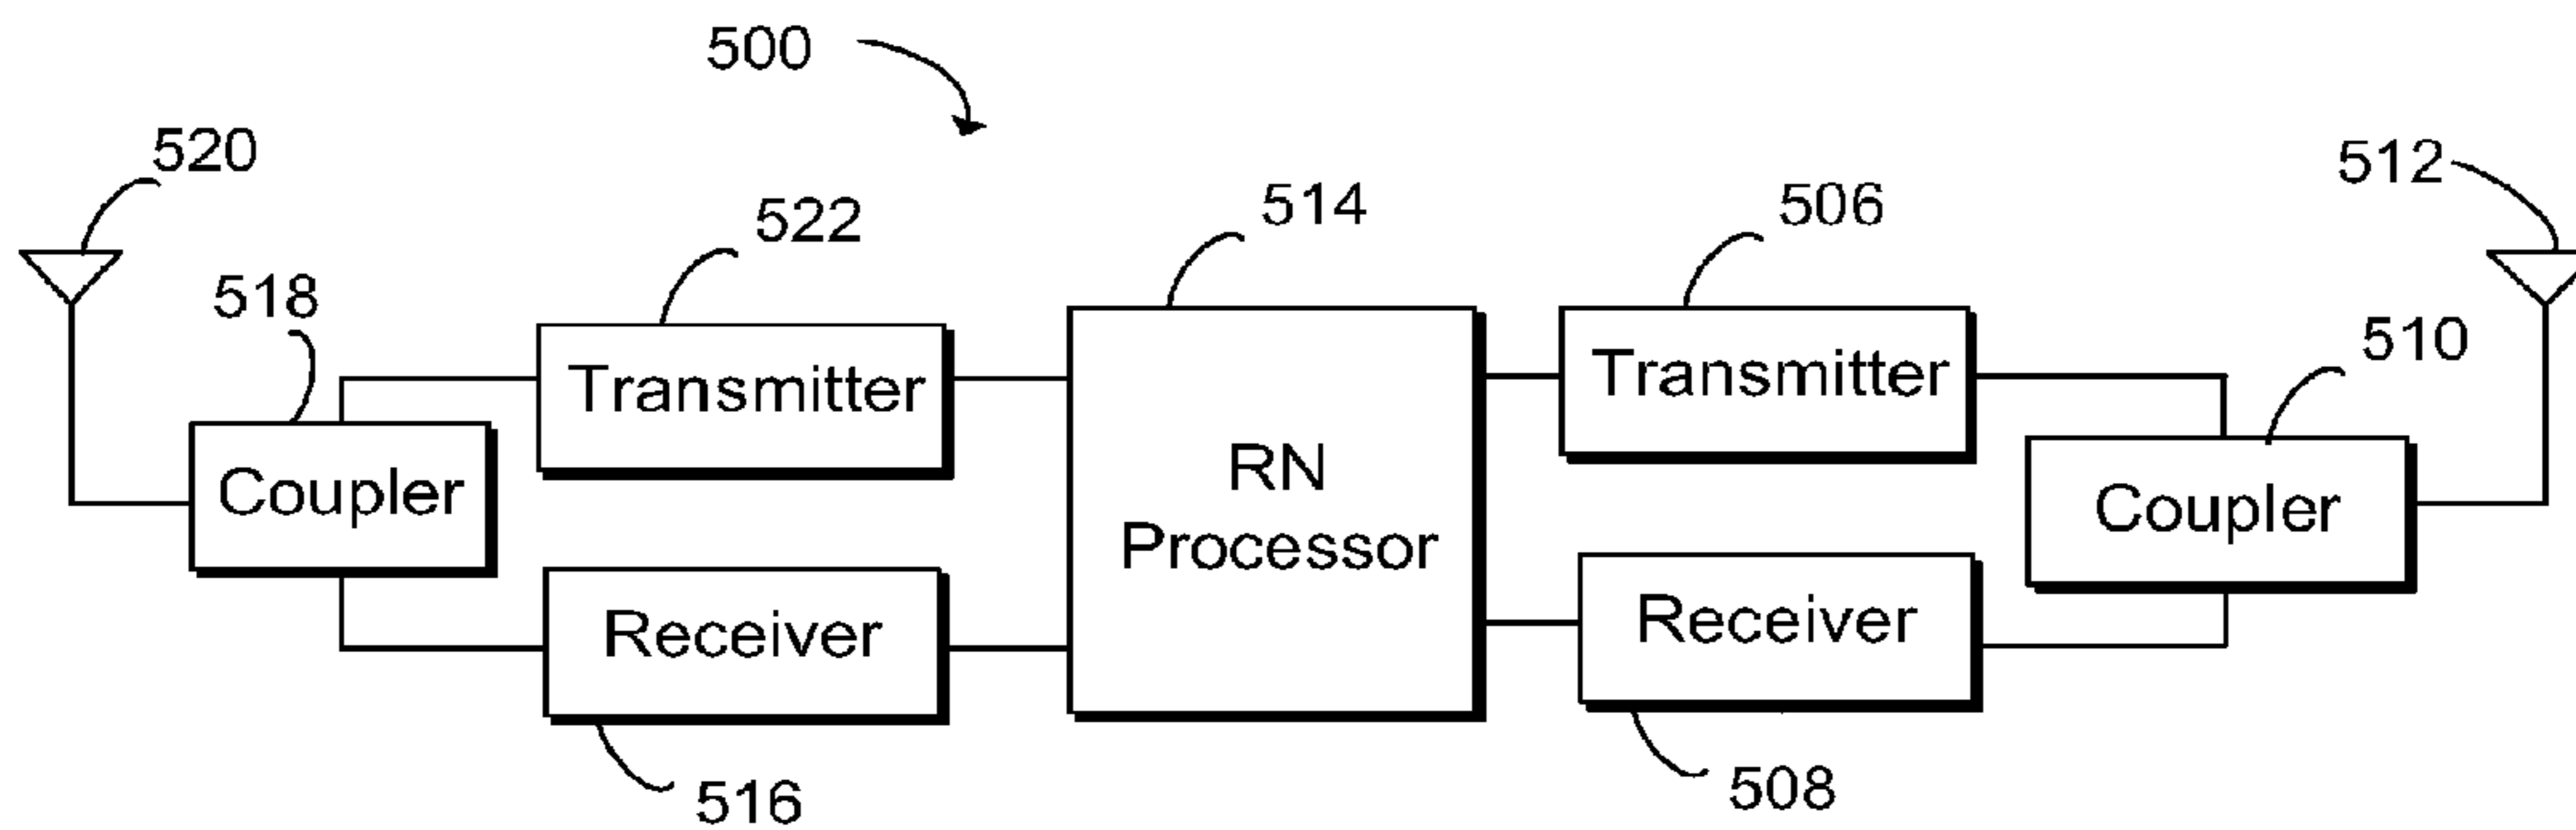 500
520
512
522
514
506
518
510
Transmitter
Transmitter
Coupler
RN
Processor
Coupler
Receiver
Receiver
516
508